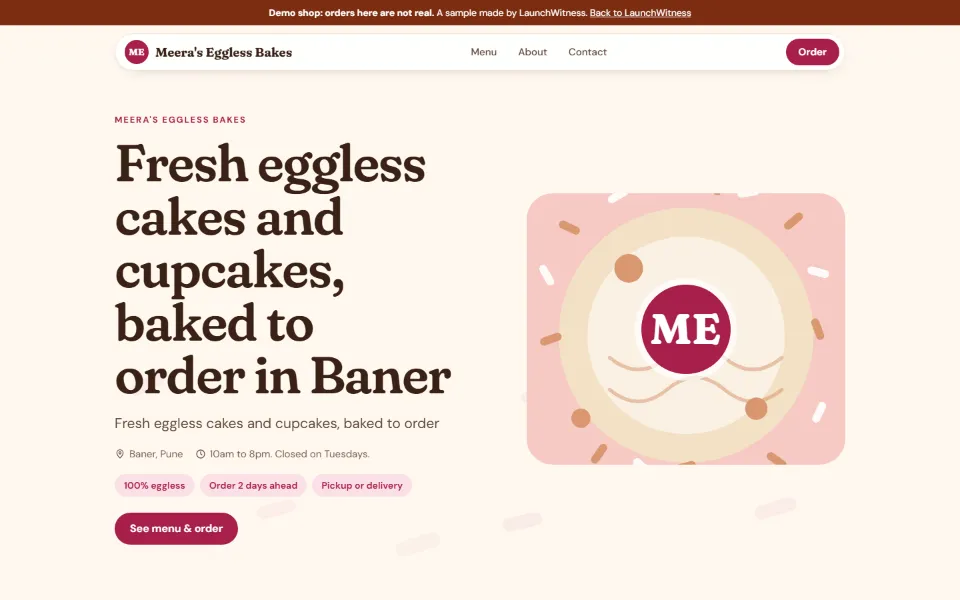 Demo shop: orders here are not real. A sample made by LaunchWitness. Back to LaunchWitness
ME Meera's Eggless Bakes Menu About Contact Order
MEERA'S EGGLESS BAKES
Fresh eggless
cakes and
cupcakes,
baked to
order in Baner
ME
Fresh eggless cakes and cupcakes, baked to order
Baner, Pune 10am to 8pm. Closed on Tuesdays.
100% eggless Order 2 days ahead Pickup or delivery
See menu & order